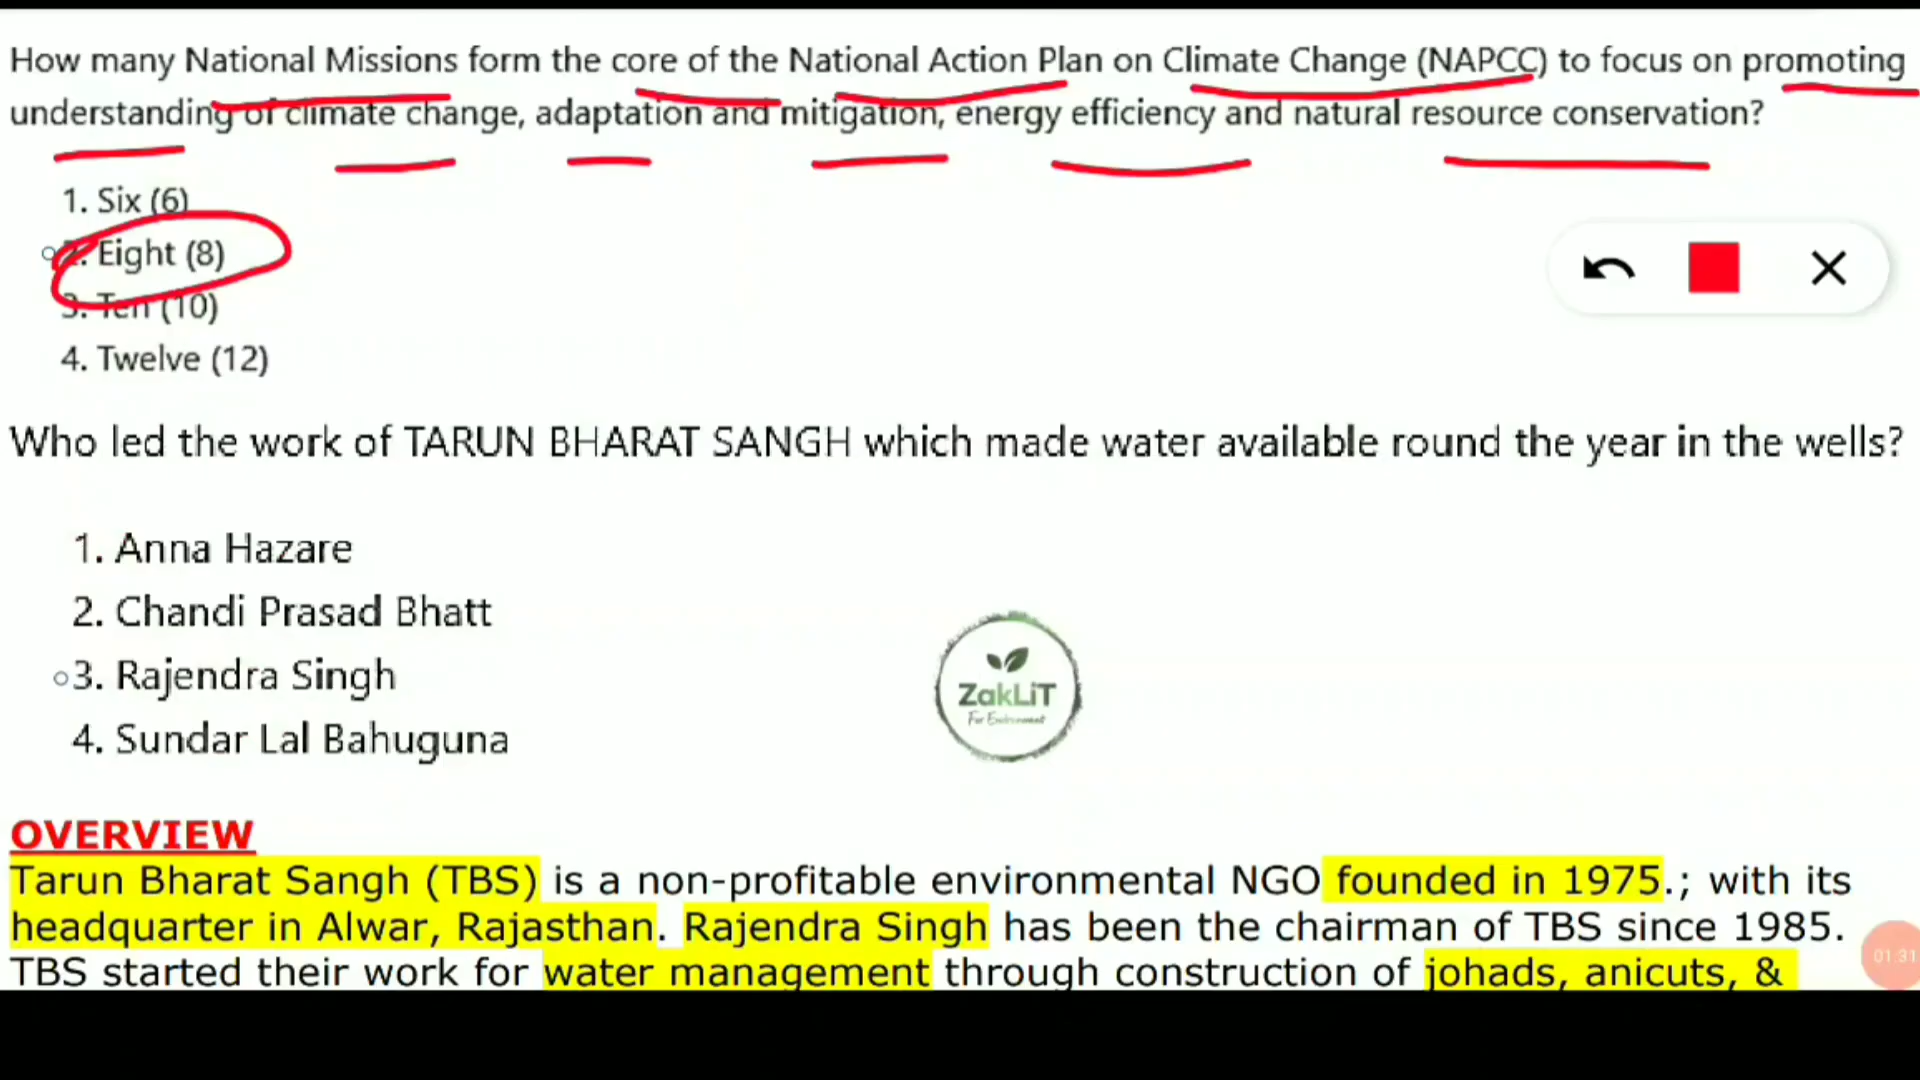 How many National Missions form the core of the National Action Plan on Climate Change (NAPCC) to focus on promoting
understanding of climate change, adaptation and mitigation, energy efficiency and natural resource conservation?
1. Six (6)
2. Eight (8)
3. Ten (10)
4. Twelve (12)
Who led the work of TARUN BHARAT SANGH which made water available round the year in the wells?
1. Anna Hazare
2. Chandi Prasad Bhatt
3. Rajendra Singh
4. Sundar Lal Bahuguna
ZakLiT
For Environment
OVERVIEW
Tarun Bharat Sangh (TBS) is a non-profitable environmental NGO founded in 1975.; with its
headquarter in Alwar, Rajasthan. Rajendra Singh has been the chairman of TBS since 1985.
TBS started their work for water management through construction of johads, anicuts, &
01:31